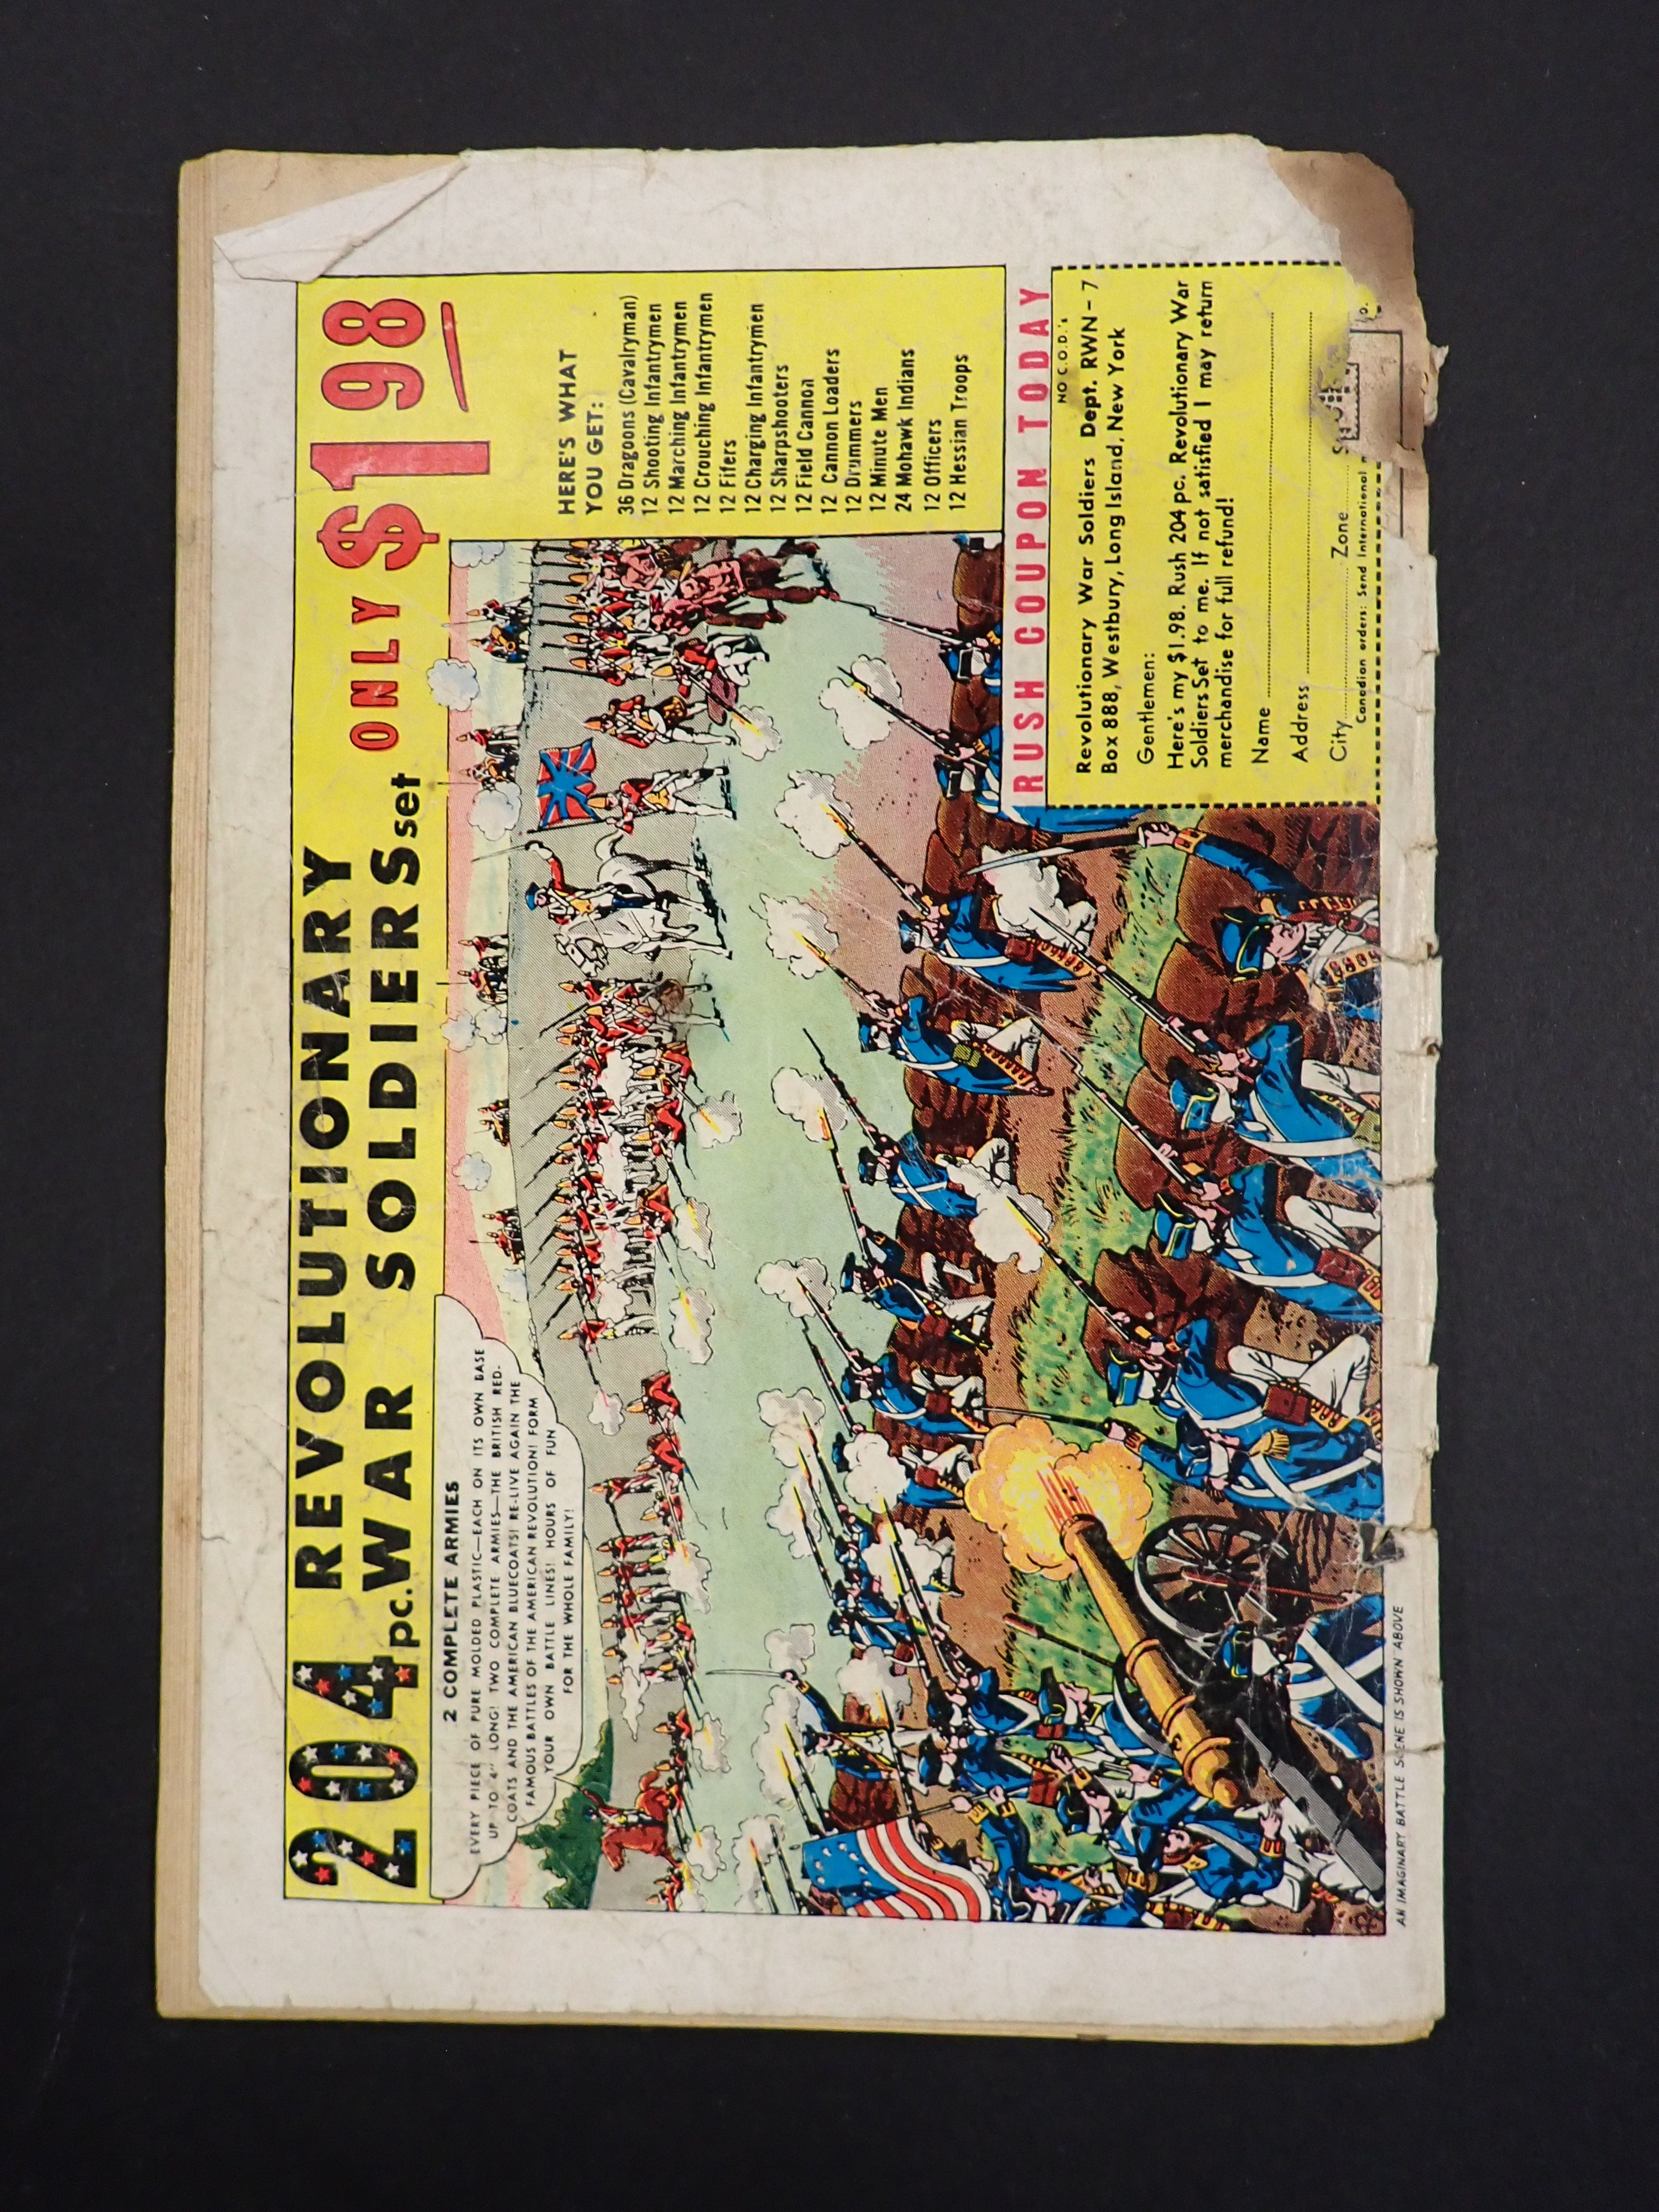 204 REVOLUTIONARY
pc. WAR SOLDIERS set ONLY $1 98
2 COMPLETE ARMIES
EVERY PIECE OF PURE MOLDED PLASTIC—EACH ON ITS OWN BASE
UP TO 4" LONG! TWO COMPLETE ARMIES—THE BRITISH RED-
COATS AND THE AMERICAN BLUECOATS! RE-LIVE AGAIN THE
FAMOUS BATTLES OF THE AMERICAN REVOLUTION! FORM
YOUR OWN BATTLE LINES! HOURS OF FUN
FOR THE WHOLE FAMILY!
HERE'S WHAT
YOU GET:
36 Dragoons (Cavalryman)
12 Shooting Infantrymen
12 Marching Infantrymen
12 Crouching Infantrymen
12 Fifers
12 Charging Infantrymen
12 Sharpshooters
12 Field Cannon
12 Cannon Loaders
12 Drummers
12 Minute Men
24 Mohawk Indians
12 Officers
12 Hessian Troops
RUSH COUPON TODAY
NO C.O.D.'s
Revolutionary War Soldiers Dept. RWN-7
Box 888, Westbury, Long Island, New York
Gentlemen:
Here's my $1.98. Rush 204 pc. Revolutionary War
Soldiers Set to me. If not satisfied I may return
merchandise for full refund!
Name
Address
City Zone
Canadian orders: Send International
AN IMAGINARY BATTLE SCENE IS SHOWN ABOVE